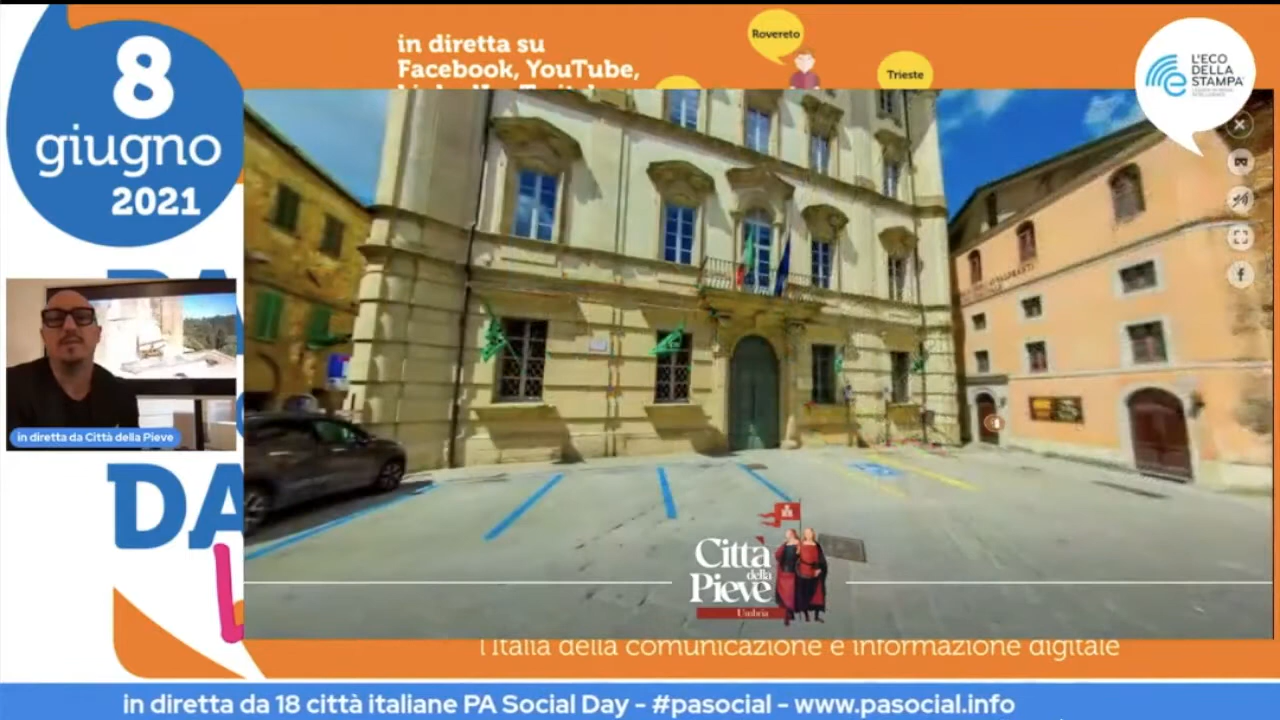 8
giugno
2021
in diretta su
Facebook, YouTube,
Rovereto
Trieste
L'ECO
DELLA
STAMPA
in diretta da Città della Pieve
DA
Città
della
Pieve
Umbria
l'Italia della comunicazione e informazione digitale
in diretta da 18 città italiane PA Social Day - #pasocial - www.pasocial.info